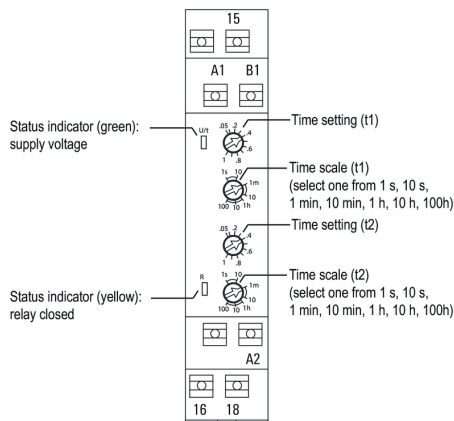 15
A1 B1
Status indicator (green):
supply voltage
U/t
.05 .2 .4 .6 .8 1
Time setting (t1)
1s 10 1m 10 1h 10 100
Time scale (t1)
(select one from 1 s, 10 s,
1 min, 10 min, 1 h, 10 h, 100h)
.05 .2 .4 .6 .8 1
Time setting (t2)
Status indicator (yellow):
relay closed
R
1s 10 1m 10 1h 10 100
Time scale (t2)
(select one from 1 s, 10 s,
1 min, 10 min, 1 h, 10 h, 100h)
A2
16 18